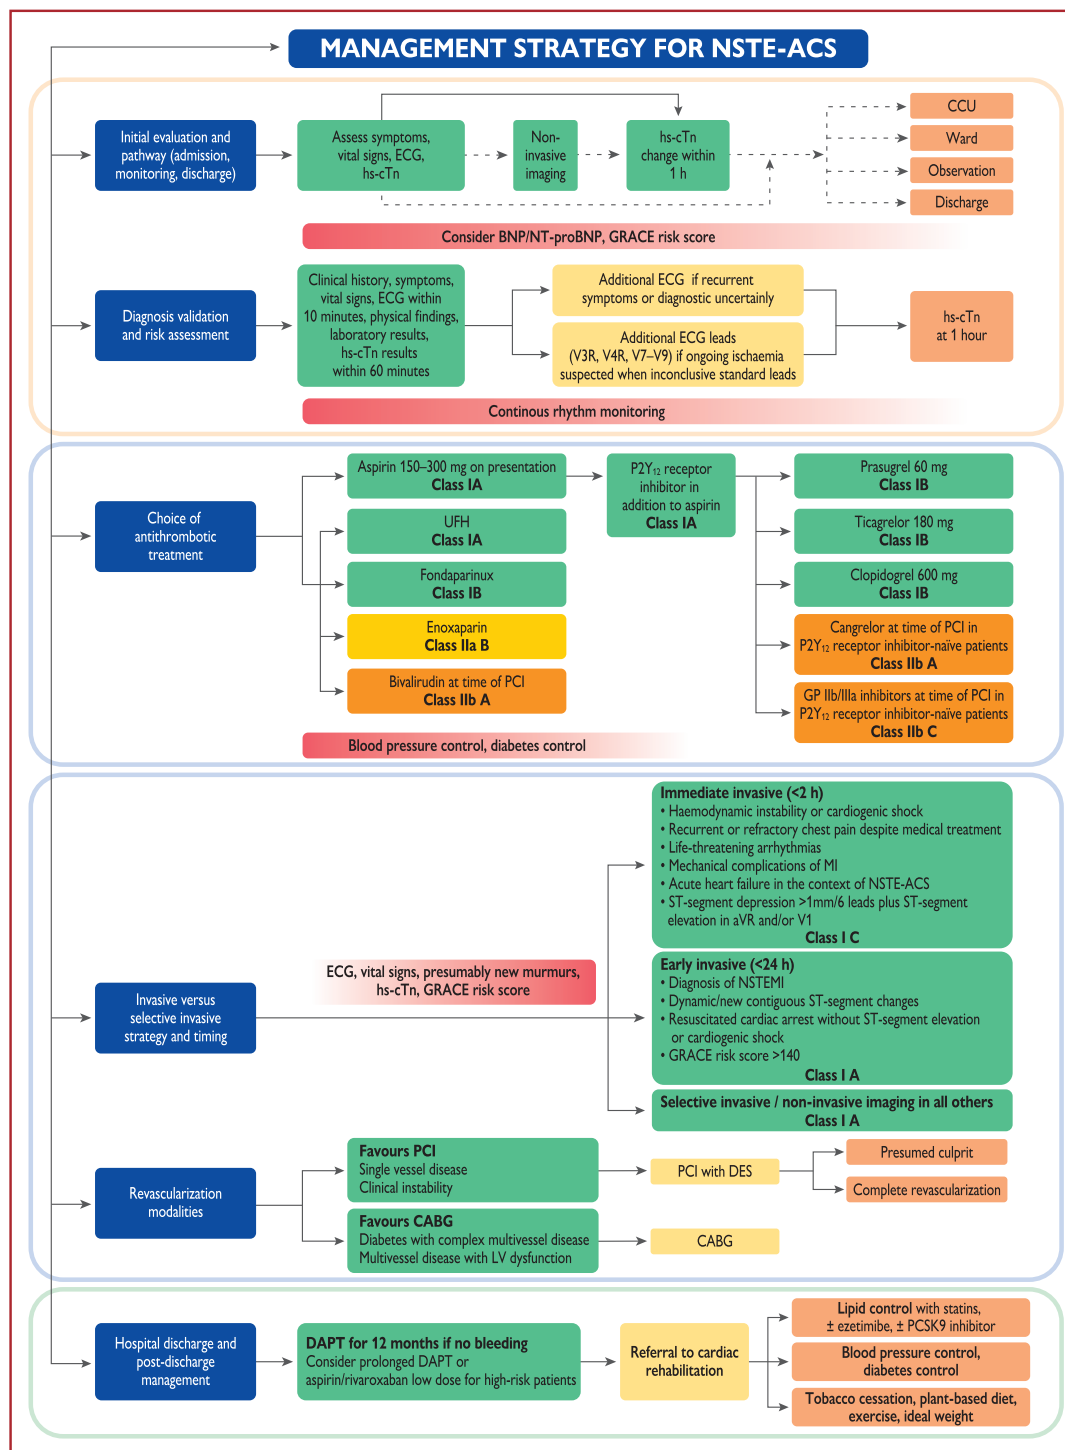 MANAGEMENT STRATEGY FOR NSTE-ACS
Initial evaluation and
pathway (admission,
monitoring, discharge)
Assess symptoms,
vital signs, ECG,
hs-cTn
Non-
invasive
imaging
hs-cTn
change within
1 h
CCU
Ward
Observation
Discharge
Consider BNP/NT-proBNP, GRACE risk score
Diagnosis validation
and risk assessment
Clinical history, symptoms,
vital signs, ECG within
10 minutes, physical findings,
laboratory results,
hs-cTn results
within 60 minutes
Additional ECG if recurrent
symptoms or diagnostic uncertainly
Additional ECG leads
(V3R, V4R, V7–V9) if ongoing ischaemia
suspected when inconclusive standard leads
hs-cTn
at 1 hour
Continous rhythm monitoring
Choice of
antithrombotic
treatment
Aspirin 150–300 mg on presentation
Class IA
UFH
Class IA
Fondaparinux
Class IB
Enoxaparin
Class IIa B
Bivalirudin at time of PCI
Class IIb A
P2Y₁₂ receptor
inhibitor in
addition to aspirin
Class IA
Prasugrel 60 mg
Class IB
Ticagrelor 180 mg
Class IB
Clopidogrel 600 mg
Class IB
Cangrelor at time of PCI in
P2Y₁₂ receptor inhibitor-naïve patients
Class IIb A
GP IIb/IIIa inhibitors at time of PCI in
P2Y₁₂ receptor inhibitor-naïve patients
Class IIb C
Blood pressure control, diabetes control
Invasive versus
selective invasive
strategy and timing
ECG, vital signs, presumably new murmurs,
hs-cTn, GRACE risk score
Immediate invasive (<2 h)
• Haemodynamic instability or cardiogenic shock
• Recurrent or refractory chest pain despite medical treatment
• Life-threatening arrhythmias
• Mechanical complications of MI
• Acute heart failure in the context of NSTE-ACS
• ST-segment depression >1mm/6 leads plus ST-segment
elevation in aVR and/or V1
Class I C
Early invasive (<24 h)
• Diagnosis of NSTEMI
• Dynamic/new contiguous ST-segment changes
• Resuscitated cardiac arrest without ST-segment elevation
or cardiogenic shock
• GRACE risk score >140
Class I A
Selective invasive / non-invasive imaging in all others
Class I A
Revascularization
modalities
Favours PCI
Single vessel disease
Clinical instability
PCI with DES
Presumed culprit
Complete revascularization
Favours CABG
Diabetes with complex multivessel disease
Multivessel disease with LV dysfunction
CABG
Hospital discharge and
post-discharge
management
DAPT for 12 months if no bleeding
Consider prolonged DAPT or
aspirin/rivaroxaban low dose for high-risk patients
Referral to cardiac
rehabilitation
Lipid control with statins,
± ezetimibe, ± PCSK9 inhibitor
Blood pressure control,
diabetes control
Tobacco cessation, plant-based diet,
exercise, ideal weight